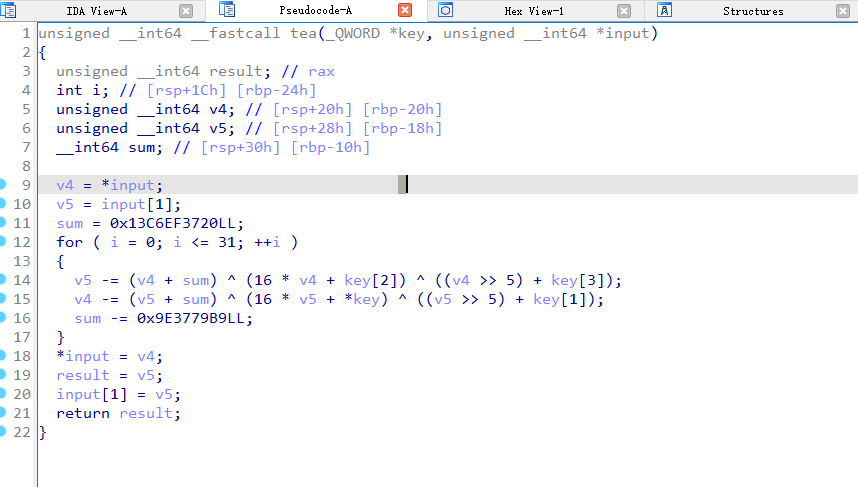 IDA View-A Pseudocode-A Hex View-1 Structures
1 unsigned __int64 __fastcall tea(_QWORD *key, unsigned __int64 *input)
2 {
3 unsigned __int64 result; // rax
4 int i; // [rsp+1Ch] [rbp-24h]
5 unsigned __int64 v4; // [rsp+20h] [rbp-20h]
6 unsigned __int64 v5; // [rsp+28h] [rbp-18h]
7 __int64 sum; // [rsp+30h] [rbp-10h]
8
9 v4 = *input;
10 v5 = input[1];
11 sum = 0x13C6EF3720LL;
12 for ( i = 0; i <= 31; ++i )
13 {
14 v5 -= (v4 + sum) ^ (16 * v4 + key[2]) ^ ((v4 >> 5) + key[3]);
15 v4 -= (v5 + sum) ^ (16 * v5 + *key) ^ ((v5 >> 5) + key[1]);
16 sum -= 0x9E3779B9LL;
17 }
18 *input = v4;
19 result = v5;
20 input[1] = v5;
21 return result;
22 }